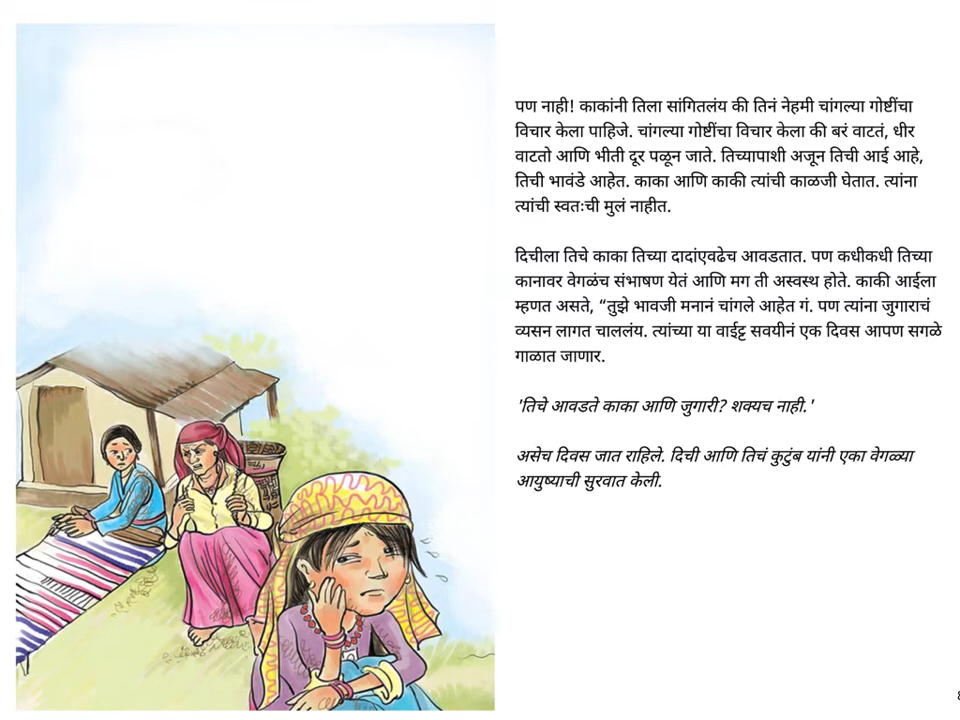 पण नाही! काकांनी तिला सांगितलंय की तिनं नेहमी चांगल्या गोष्टींचा
विचार केला पाहिजे. चांगल्या गोष्टींचा विचार केला की बरं वाटतं, धीर
वाटतो आणि भीती दूर पळून जाते. तिच्यापाशी अजून तिची आई आहे,
तिची भावंडे आहेत. काका आणि काकी त्यांची काळजी घेतात. त्यांना
त्यांची स्वतःची मुलं नाहीत.
दिचीला तिचे काका तिच्या दादांएवढेच आवडतात. पण कधीकधी तिच्या
कानावर वेगळंच संभाषण येतं आणि मग ती अस्वस्थ होते. काकी आईला
म्हणत असते, “तुझे भावजी मनानं चांगले आहेत गं. पण त्यांना जुगाराचं
व्यसन लागत चाललंय. त्यांच्या या वाईट्ट सवयीनं एक दिवस आपण सगळे
गाळात जाणार.
'तिचे आवडते काका आणि जुगारी? शक्यच नाही.'
असेच दिवस जात राहिले. दिची आणि तिचं कुटुंब यांनी एका वेगळ्या
आयुष्याची सुरवात केली.